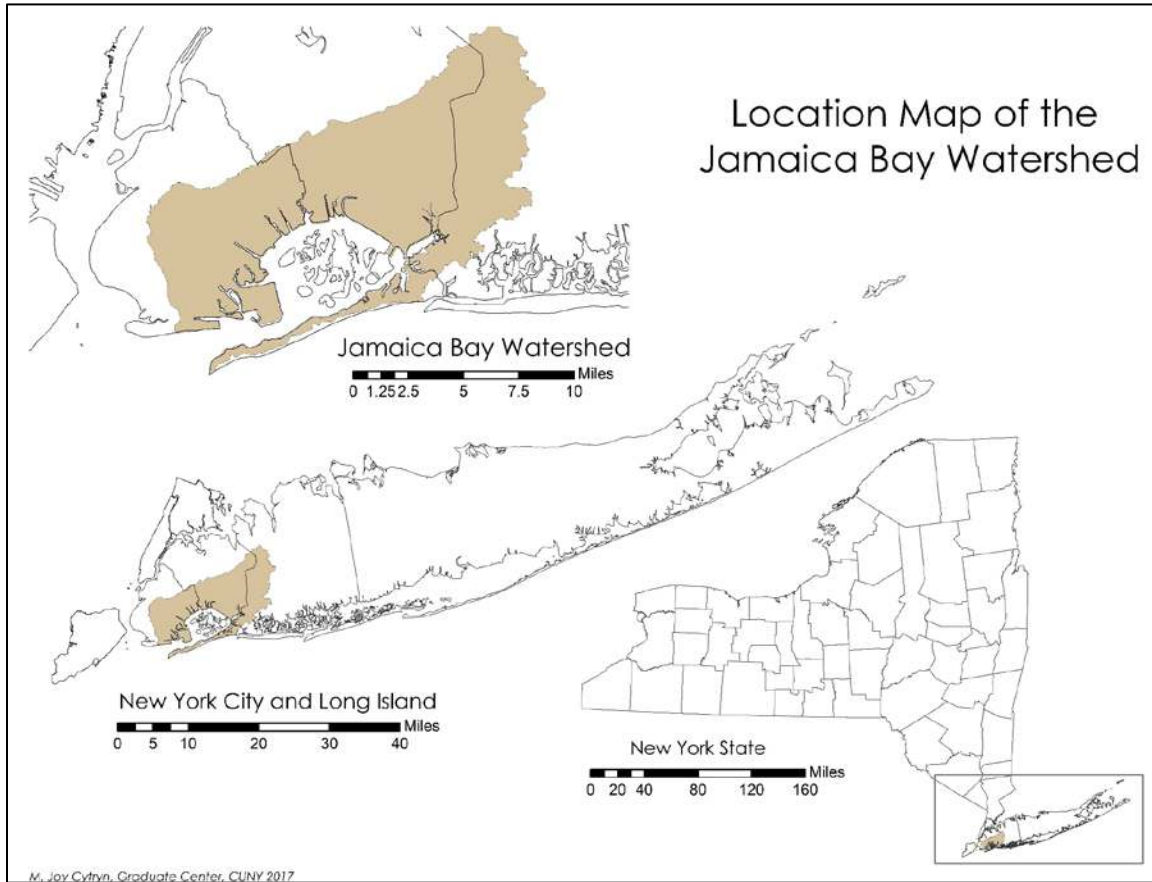 Location Map of the
Jamaica Bay Watershed
Jamaica Bay Watershed
Miles
0 1.25 2.5 5 7.5 10
New York City and Long Island
Miles
0 5 10 20 30 40
New York State
Miles
0 20 40 80 120 160
M. Joy Cytryn, Graduate Center, CUNY 2017